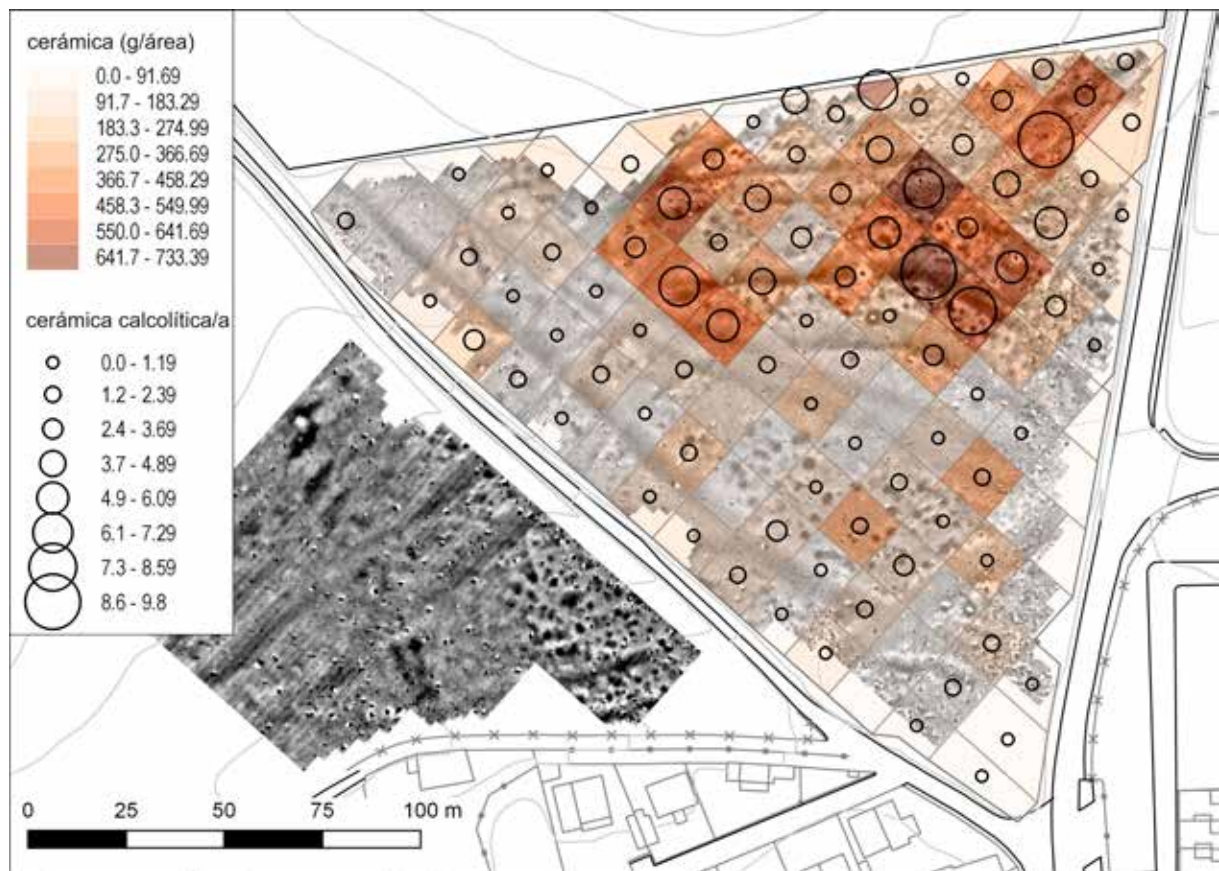 cerámica (g/área)
0.0 - 91.69
91.7 - 183.29
183.3 - 274.99
275.0 - 366.69
366.7 - 458.29
458.3 - 549.99
550.0 - 641.69
641.7 - 733.39
cerámica calcolítica/a
0.0 - 1.19
1.2 - 2.39
2.4 - 3.69
3.7 - 4.89
4.9 - 6.09
6.1 - 7.29
7.3 - 8.59
8.6 - 9.8
0 25 50 75 100 m